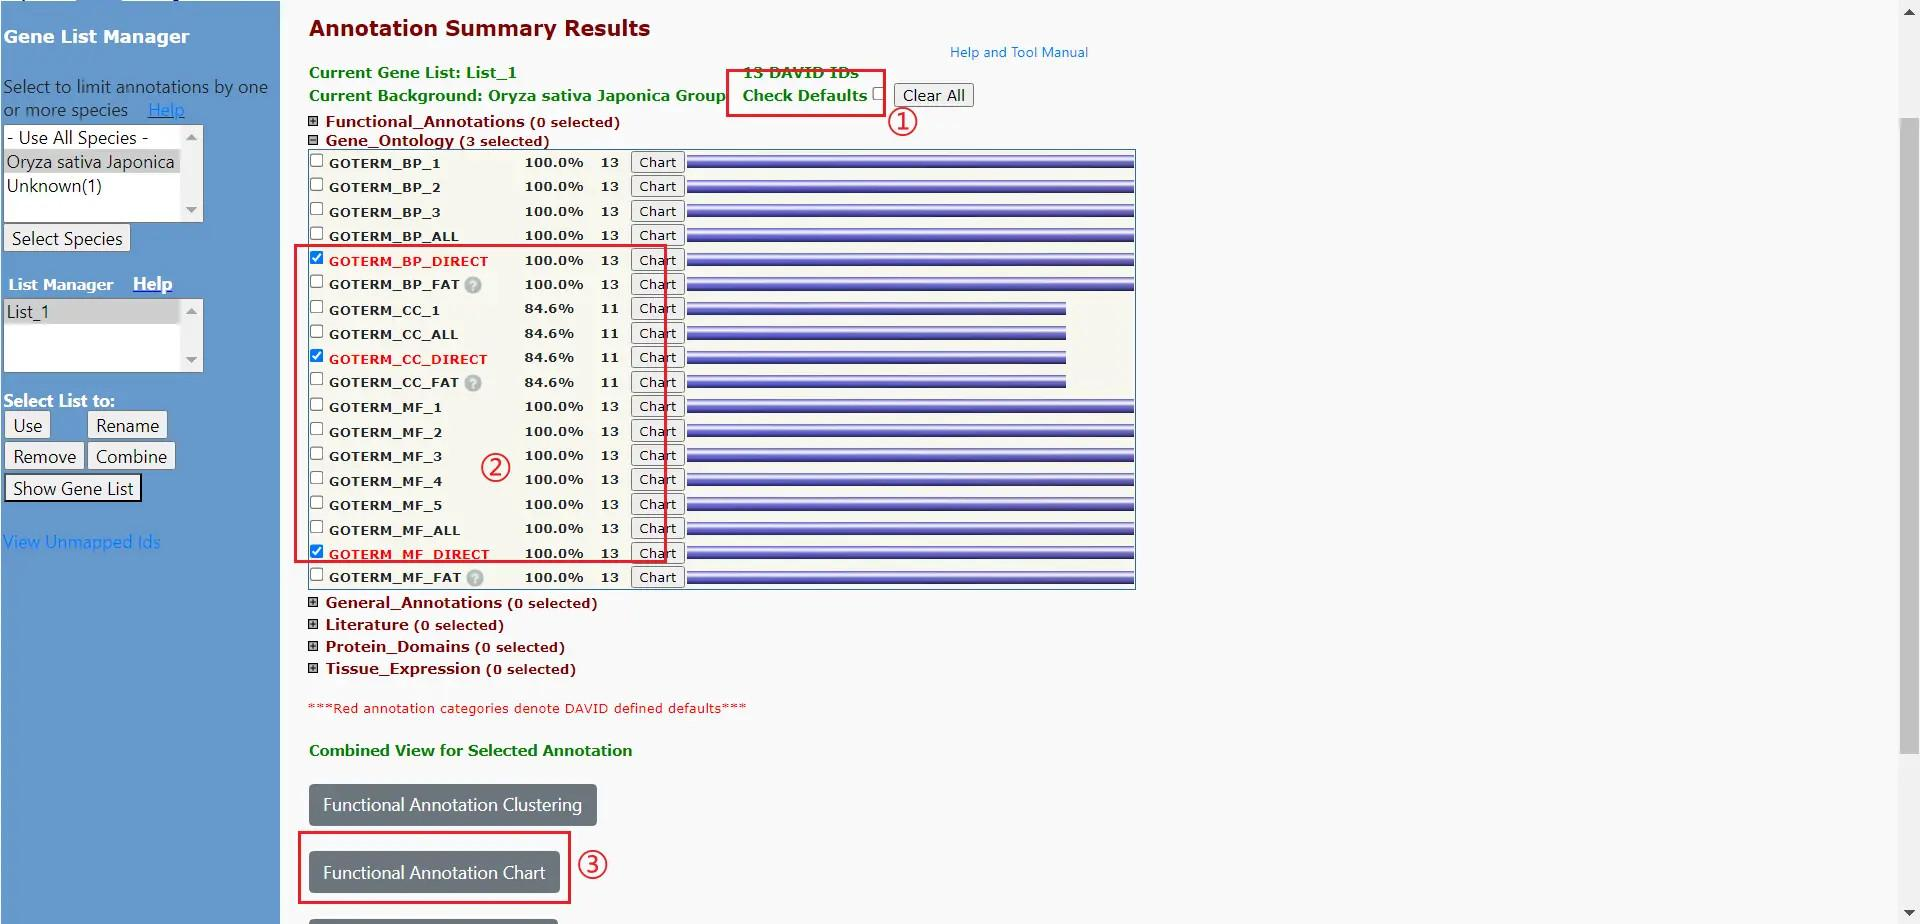 Gene List Manager
Select to limit annotations by one
or more species Help
- Use All Species -
Oryza sativa Japonica
Unknown(1)
Select Species
List Manager Help
List_1
Select List to:
Use Rename
Remove Combine
Show Gene List
View Unmapped Ids
Annotation Summary Results
Help and Tool Manual
Current Gene List: List_1 13 DAVID IDs
Current Background: Oryza sativa Japonica Group Check Defaults Clear All
①
Functional_Annotations (0 selected)
Gene_Ontology (3 selected)
GOTERM_BP_1 100.0% 13 Chart
GOTERM_BP_2 100.0% 13 Chart
GOTERM_BP_3 100.0% 13 Chart
GOTERM_BP_ALL 100.0% 13 Chart
GOTERM_BP_DIRECT 100.0% 13 Chart
GOTERM_BP_FAT ? 100.0% 13 Chart
GOTERM_CC_1 84.6% 11 Chart
GOTERM_CC_ALL 84.6% 11 Chart
GOTERM_CC_DIRECT 84.6% 11 Chart
GOTERM_CC_FAT ? 84.6% 11 Chart
GOTERM_MF_1 100.0% 13 Chart
GOTERM_MF_2 100.0% 13 Chart
GOTERM_MF_3 100.0% 13 Chart
②
GOTERM_MF_4 100.0% 13 Chart
GOTERM_MF_5 100.0% 13 Chart
GOTERM_MF_ALL 100.0% 13 Chart
GOTERM_MF_DIRECT 100.0% 13 Chart
GOTERM_MF_FAT ? 100.0% 13 Chart
General_Annotations (0 selected)
Literature (0 selected)
Protein_Domains (0 selected)
Tissue_Expression (0 selected)
***Red annotation categories denote DAVID defined defaults***
Combined View for Selected Annotation
Functional Annotation Clustering
Functional Annotation Chart ③